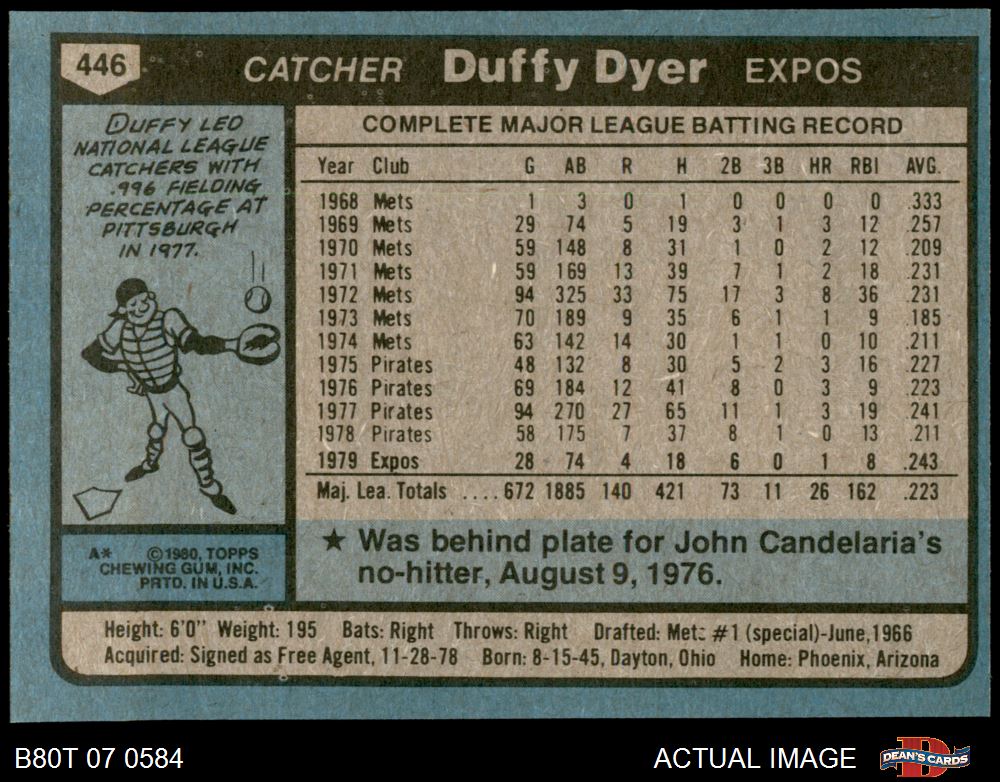 446 CATCHER Duffy Dyer EXPOS
DUFFY LED
NATIONAL LEAGUE
CATCHERS WITH
.996 FIELDING
PERCENTAGE AT
PITTSBURGH
IN 1977.
COMPLETE MAJOR LEAGUE BATTING RECORD
Year Club G AB R H 2B 3B HR RBI AVG.
1968 Mets 1 3 0 1 0 0 0 0 .333
1969 Mets 29 74 5 19 3 1 3 12 .257
1970 Mets 59 148 8 31 1 0 2 12 .209
1971 Mets 59 169 13 39 7 1 2 18 .231
1972 Mets 94 325 33 75 17 3 8 36 .231
1973 Mets 70 189 9 35 6 1 1 9 .185
1974 Mets 63 142 14 30 1 1 0 10 .211
1975 Pirates 48 132 8 30 5 2 3 16 .227
1976 Pirates 69 184 12 41 8 0 3 9 .223
1977 Pirates 94 270 27 65 11 1 3 19 .241
1978 Pirates 58 175 7 37 8 1 0 13 .211
1979 Expos 28 74 4 18 6 0 1 8 .243
Maj. Lea. Totals ....672 1885 140 421 73 11 26 162 .223
A* ©1980, TOPPS
CHEWING GUM, INC.
PRTD. IN U.S.A.
★ Was behind plate for John Candelaria's
no-hitter, August 9, 1976.
Height: 6'0" Weight: 195 Bats: Right Throws: Right Drafted: Mets #1 (special)-June, 1966
Acquired: Signed as Free Agent, 11-28-78 Born: 8-15-45, Dayton, Ohio Home: Phoenix, Arizona
B80T 07 0584 ACTUAL IMAGE DEAN'S CARDS